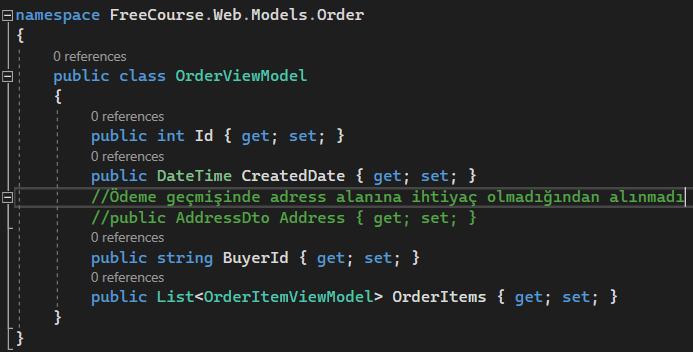 namespace FreeCourse.Web.Models.Order
{
0 references
public class OrderViewModel
{
0 references
public int Id { get; set; }
0 references
public DateTime CreatedDate { get; set; }
//Ödeme geçmişinde adress alanına ihtiyaç olmadığından alınmadı
//public AddressDto Address { get; set; }
0 references
public string BuyerId { get; set; }
0 references
public List<OrderItemViewModel> OrderItems { get; set; }
}
}